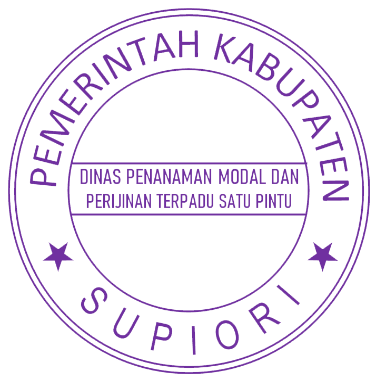 PEMERINTAH KABUPATEN
DINAS PENANAMAN MODAL DAN
PERIJINAN TERPADU SATU PINTU
SUPIORI